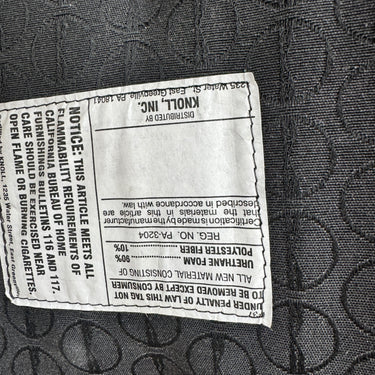 UNDER PENALTY OF LAW THIS TAG NOT
TO BE REMOVED EXCEPT BY CONSUMER
ALL NEW MATERIAL CONSISTING OF
URETHANE FOAM 90%
POLYESTER FIBER 10%
REG. NO. PA-3204
Certification is made by the manufacturer
that the materials in this article are
described in accordance with law.
DISTRIBUTED BY
KNOLL, INC.
1235 Water St. East Greenville, PA 18041
NOTICE: THIS ARTICLE MEETS ALL
FLAMMABILITY REQUIREMENTS OF
CALIFORNIA BUREAU OF HOME
FURNISHINGS BULLETINS 116 AND 117.
CARE SHOULD BE EXERCISED NEAR
OPEN FLAME OR BURNING CIGARETTES.
by KNOLL, 1235 Water Street, East